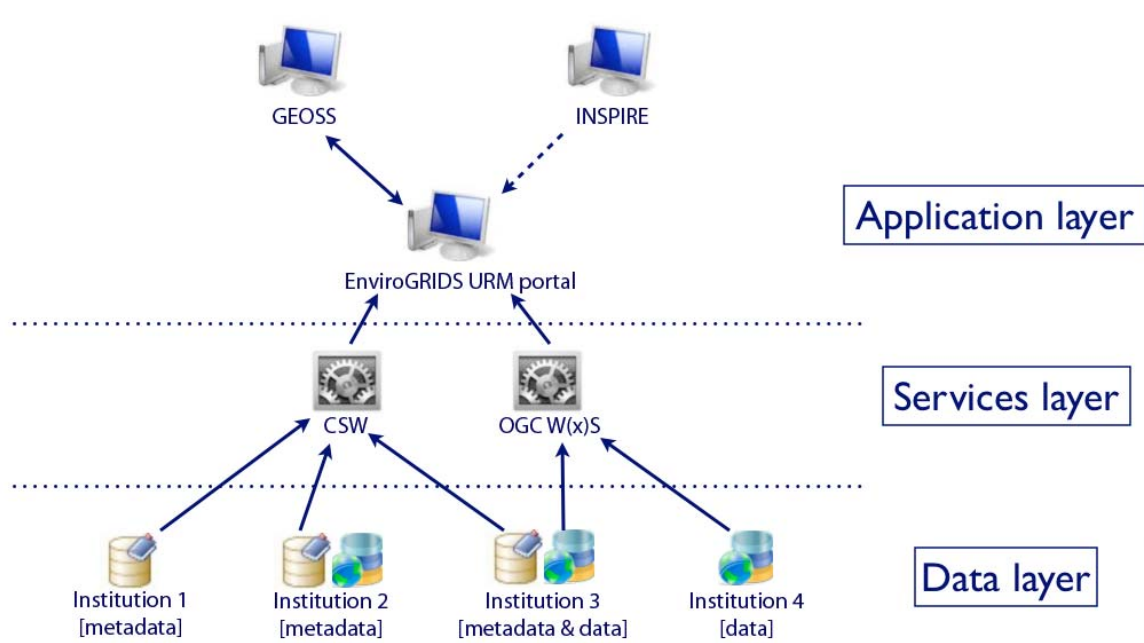 GEOSS
INSPIRE
Application layer
EnviroGRIDS URM portal
Services layer
CSW
OGC W(x)S
Data layer
Institution 1
[metadata]
Institution 2
[metadata]
Institution 3
[metadata & data]
Institution 4
[data]